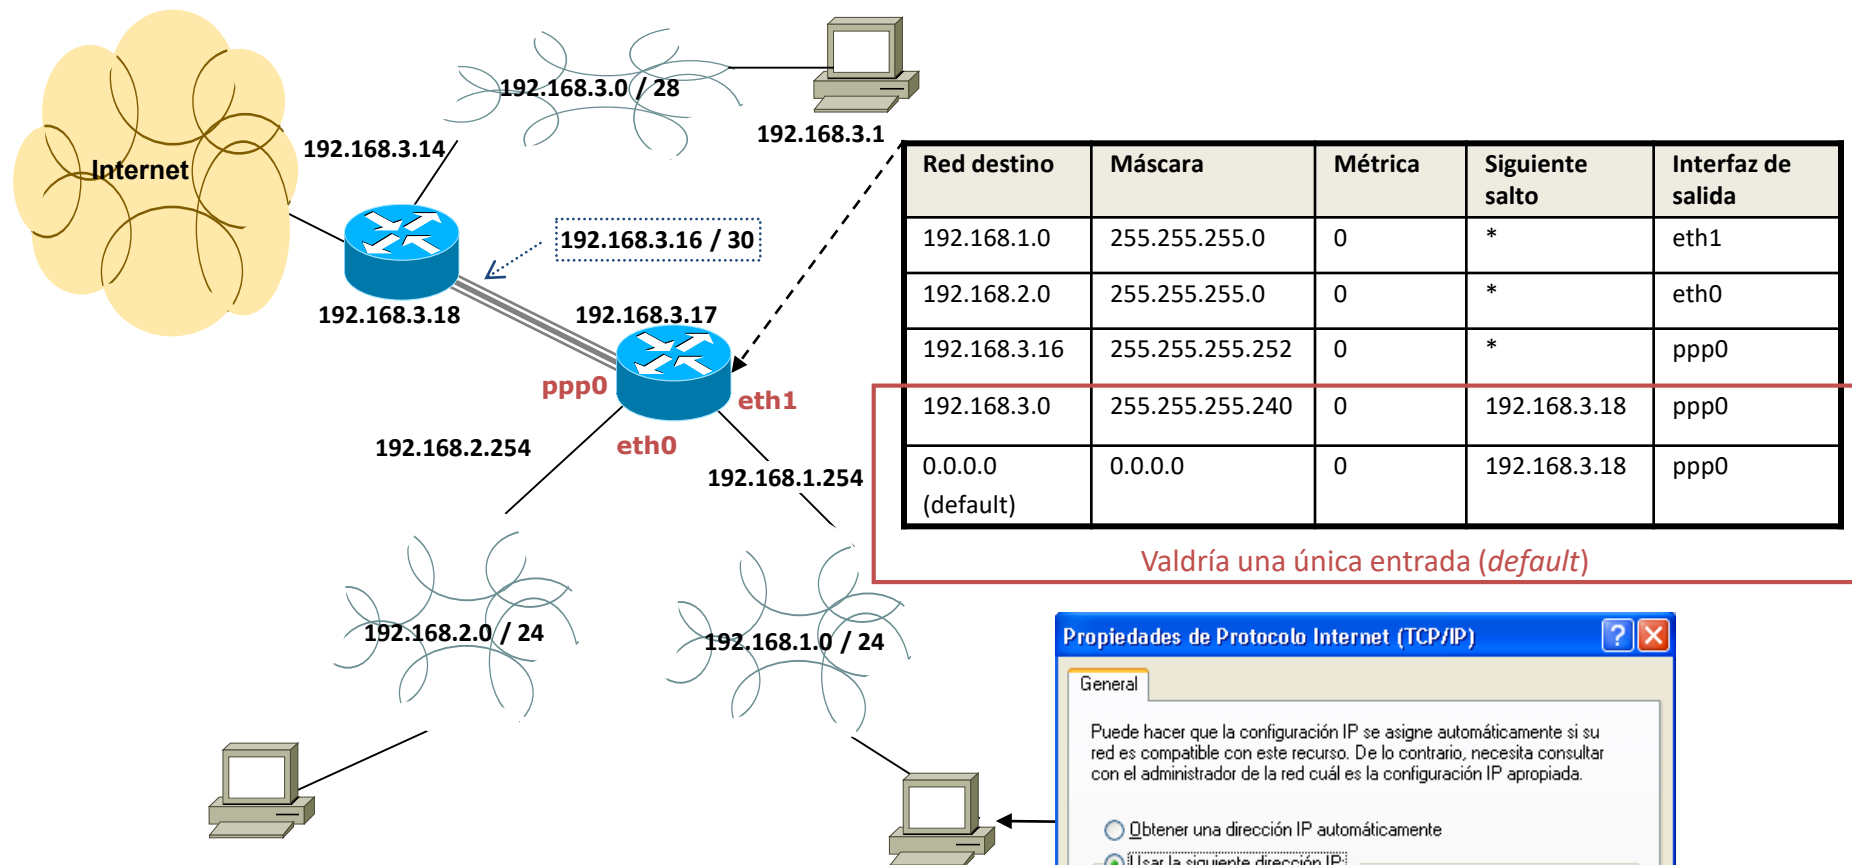 192.168.3.0 / 28
192.168.3.1
192.168.3.14
Internet
192.168.3.16 / 30
192.168.3.18
192.168.3.17
ppp0
eth1
eth0
192.168.2.254
192.168.1.254
192.168.2.0 / 24
192.168.1.0 / 24
Red destino Máscara Métrica Siguiente salto Interfaz de salida
192.168.1.0 255.255.255.0 0 * eth1
192.168.2.0 255.255.255.0 0 * eth0
192.168.3.16 255.255.255.252 0 * ppp0
192.168.3.0 255.255.255.240 0 192.168.3.18 ppp0
0.0.0.0 (default) 0.0.0.0 0 192.168.3.18 ppp0
Valdría una única entrada (default)
Propiedades de Protocolo Internet (TCP/IP)
General
Puede hacer que la configuración IP se asigne automáticamente si su
red es compatible con este recurso. De lo contrario, necesita consultar
con el administrador de la red cuál es la configuración IP apropiada.
Obtener una dirección IP automáticamente
Usar la siguiente dirección IP: